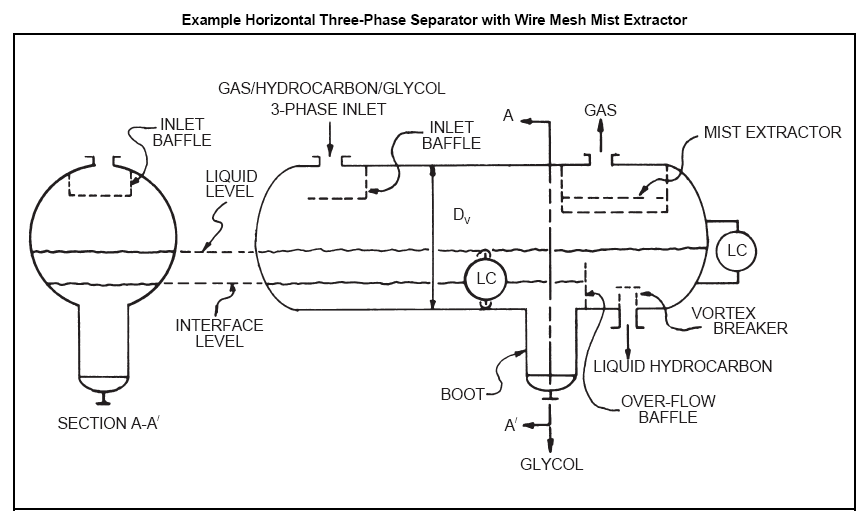 Example Horizontal Three-Phase Separator with Wire Mesh Mist Extractor
GAS/HYDROCARBON/GLYCOL
3-PHASE INLET
A
GAS
INLET
BAFFLE
INLET
BAFFLE
MIST EXTRACTOR
LIQUID
LEVEL
Dv
LC
LC
INTERFACE
LEVEL
VORTEX
BREAKER
LIQUID HYDROCARBON
BOOT
OVER-FLOW
BAFFLE
SECTION A-A'
A'
GLYCOL